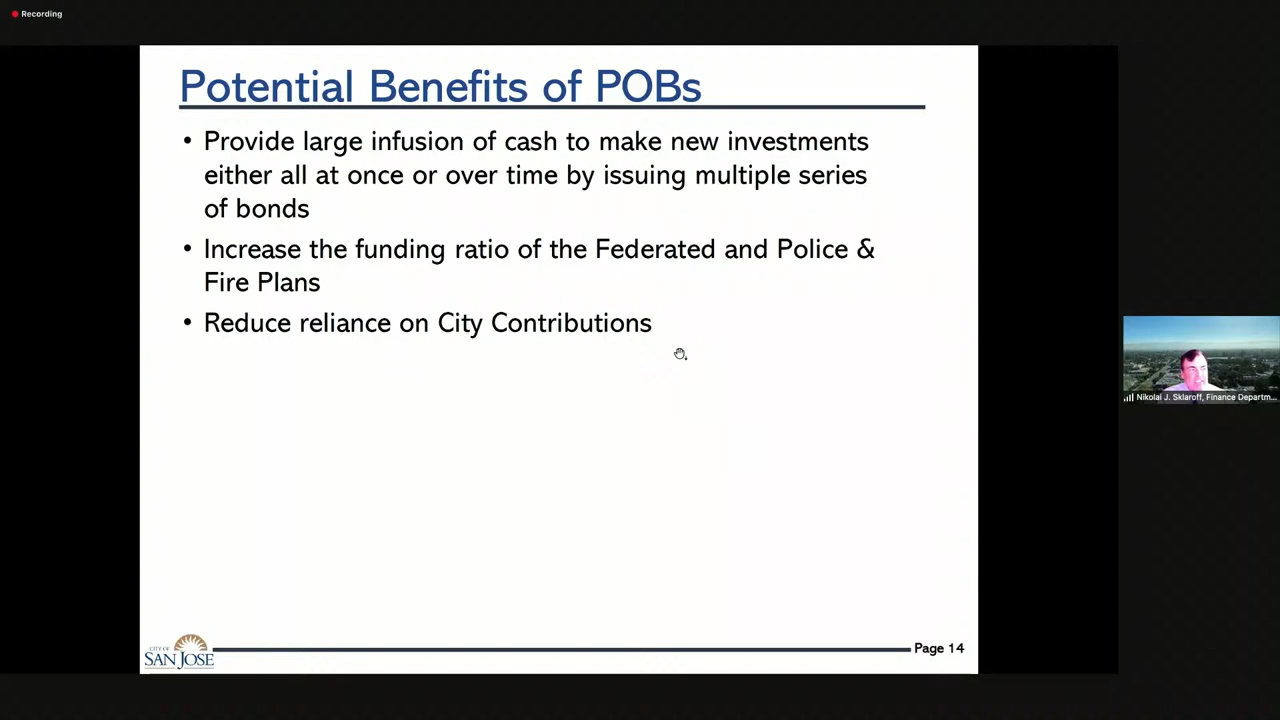 Recording
Potential Benefits of POBs
• Provide large infusion of cash to make new investments
either all at once or over time by issuing multiple series
of bonds
• Increase the funding ratio of the Federated and Police &
Fire Plans
• Reduce reliance on City Contributions
Nikolai J. Sklaroff, Finance Departm...
CITY OF
SAN JOSE
Page 14